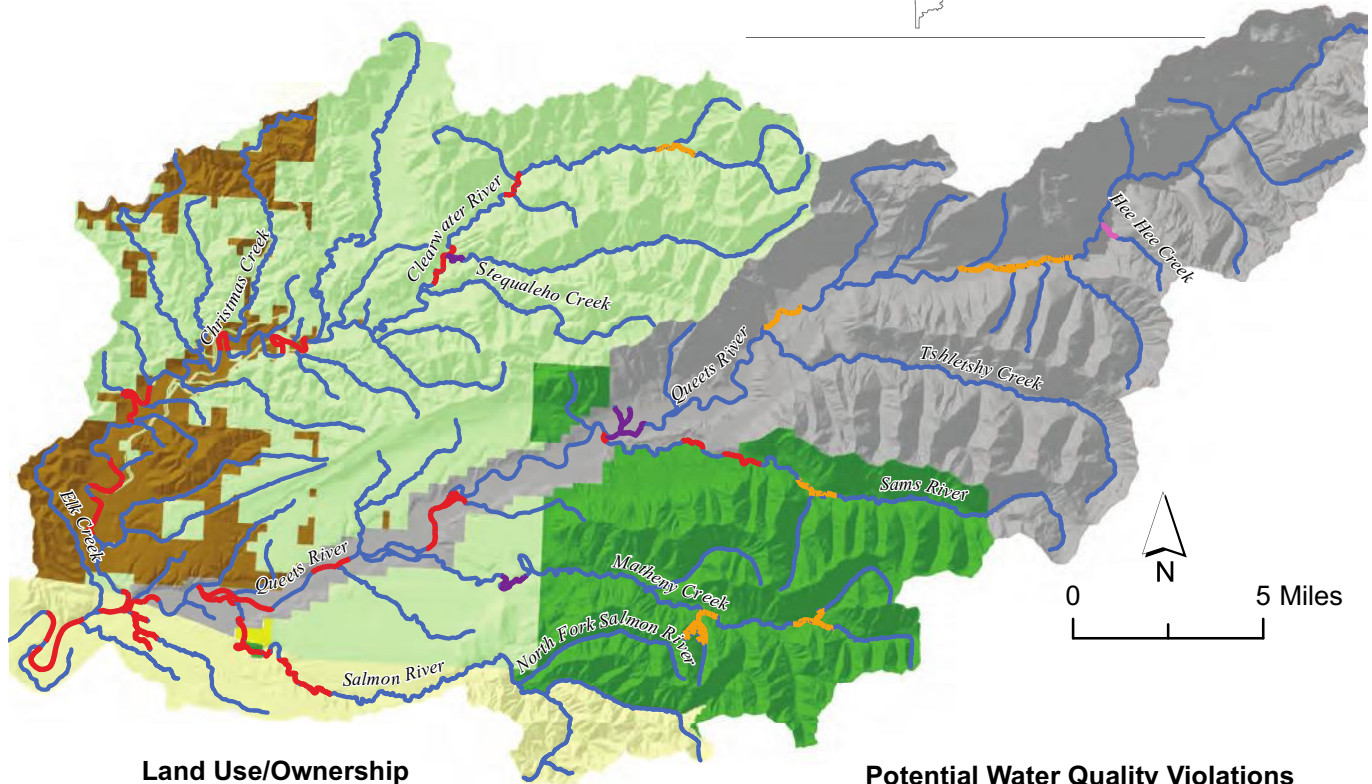 Clearwater River
Hee Hee Creek
Christmas Creek
Stequaleho Creek
Queets River
Tshletshy Creek
Elk Creek
Sams River
Queets River
Matheny Creek
N
0 5 Miles
North Fork Salmon River
Salmon River
Land Use/Ownership
Potential Water Quality Violations